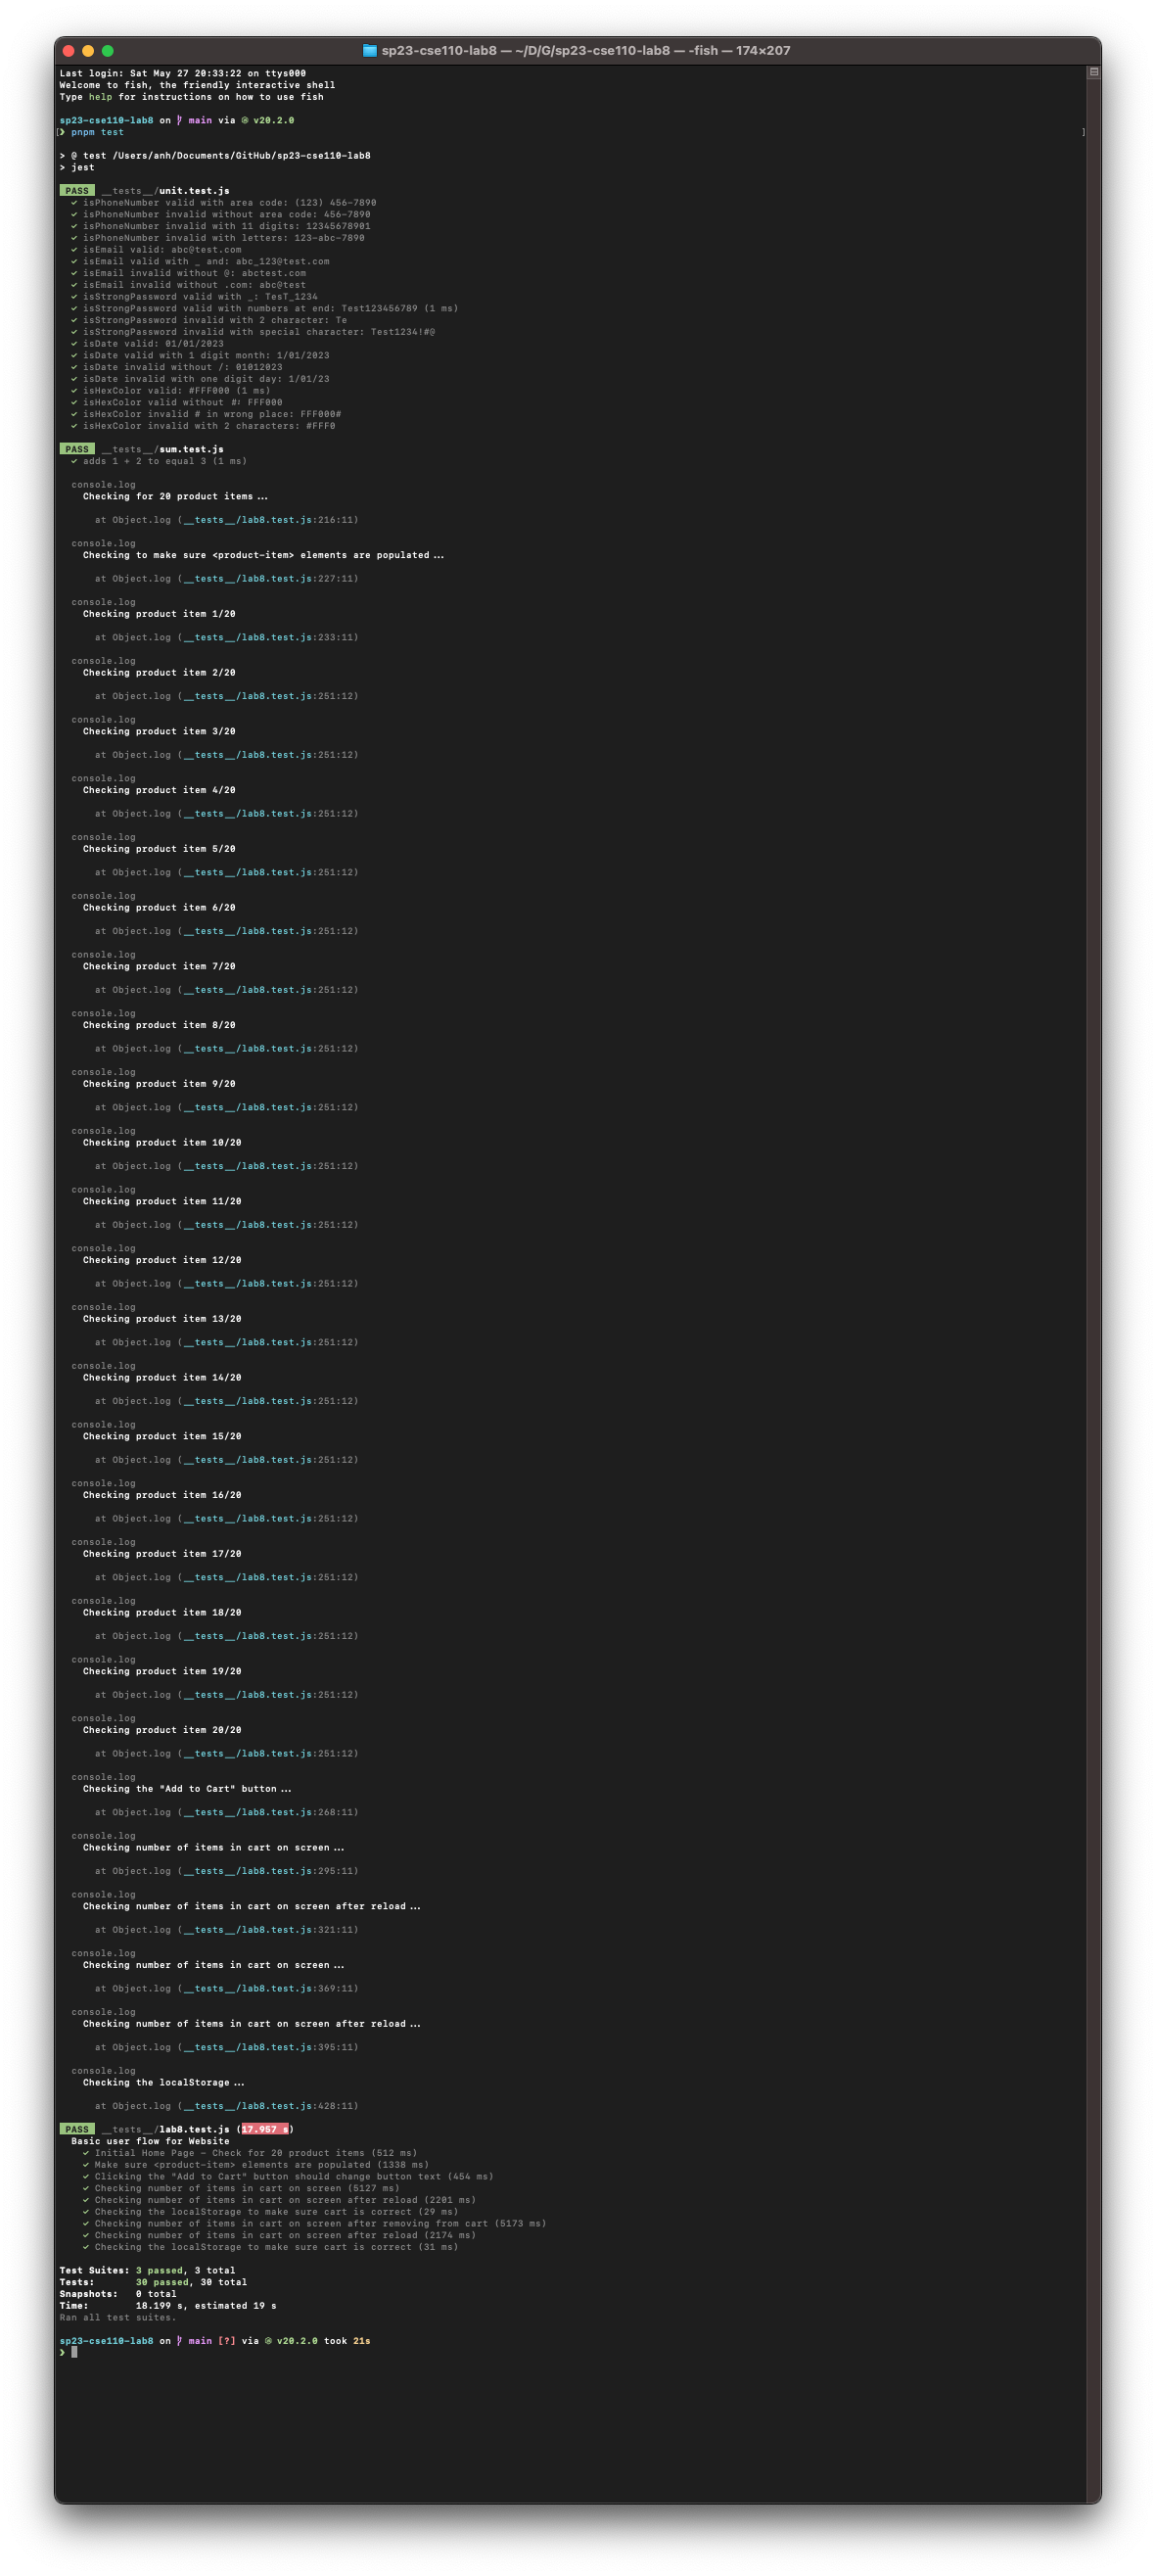 sp23-cse110-lab8 — ~/D/G/sp23-cse110-lab8 — -fish — 174×207
Last login: Sat May 27 20:33:22 on ttys000
Welcome to fish, the friendly interactive shell
Type help for instructions on how to use fish
sp23-cse110-lab8 on main via v20.2.0
[❯ pnpm test ]
> @ test /Users/anh/Documents/GitHub/sp23-cse110-lab8
> jest
PASS __tests__/unit.test.js
✓ isPhoneNumber valid with area code: (123) 456-7890
✓ isPhoneNumber invalid without area code: 456-7890
✓ isPhoneNumber invalid with 11 digits: 12345678901
✓ isPhoneNumber invalid with letters: 123-abc-7890
✓ isEmail valid: abc@test.com
✓ isEmail valid with _ and: abc_123@test.com
✓ isEmail invalid without @: abctest.com
✓ isEmail invalid without .com: abc@test
✓ isStrongPassword valid with _: TesT_1234
✓ isStrongPassword valid with numbers at end: Test123456789 (1 ms)
✓ isStrongPassword invalid with 2 character: Te
✓ isStrongPassword invalid with special character: Test1234!#@
✓ isDate valid: 01/01/2023
✓ isDate valid with 1 digit month: 1/01/2023
✓ isDate invalid without /: 01012023
✓ isDate invalid with one digit day: 1/01/23
✓ isHexColor valid: #FFF000 (1 ms)
✓ isHexColor valid without #: FFF000
✓ isHexColor invalid # in wrong place: FFF000#
✓ isHexColor invalid with 2 characters: #FFF0
PASS __tests__/sum.test.js
✓ adds 1 + 2 to equal 3 (1 ms)
console.log
Checking for 20 product items...
at Object.log (__tests__/lab8.test.js:216:11)
console.log
Checking to make sure <product-item> elements are populated...
at Object.log (__tests__/lab8.test.js:227:11)
console.log
Checking product item 1/20
at Object.log (__tests__/lab8.test.js:233:11)
console.log
Checking product item 2/20
at Object.log (__tests__/lab8.test.js:251:12)
console.log
Checking product item 3/20
at Object.log (__tests__/lab8.test.js:251:12)
console.log
Checking product item 4/20
at Object.log (__tests__/lab8.test.js:251:12)
console.log
Checking product item 5/20
at Object.log (__tests__/lab8.test.js:251:12)
console.log
Checking product item 6/20
at Object.log (__tests__/lab8.test.js:251:12)
console.log
Checking product item 7/20
at Object.log (__tests__/lab8.test.js:251:12)
console.log
Checking product item 8/20
at Object.log (__tests__/lab8.test.js:251:12)
console.log
Checking product item 9/20
at Object.log (__tests__/lab8.test.js:251:12)
console.log
Checking product item 10/20
at Object.log (__tests__/lab8.test.js:251:12)
console.log
Checking product item 11/20
at Object.log (__tests__/lab8.test.js:251:12)
console.log
Checking product item 12/20
at Object.log (__tests__/lab8.test.js:251:12)
console.log
Checking product item 13/20
at Object.log (__tests__/lab8.test.js:251:12)
console.log
Checking product item 14/20
at Object.log (__tests__/lab8.test.js:251:12)
console.log
Checking product item 15/20
at Object.log (__tests__/lab8.test.js:251:12)
console.log
Checking product item 16/20
at Object.log (__tests__/lab8.test.js:251:12)
console.log
Checking product item 17/20
at Object.log (__tests__/lab8.test.js:251:12)
console.log
Checking product item 18/20
at Object.log (__tests__/lab8.test.js:251:12)
console.log
Checking product item 19/20
at Object.log (__tests__/lab8.test.js:251:12)
console.log
Checking product item 20/20
at Object.log (__tests__/lab8.test.js:251:12)
console.log
Checking the "Add to Cart" button...
at Object.log (__tests__/lab8.test.js:268:11)
console.log
Checking number of items in cart on screen...
at Object.log (__tests__/lab8.test.js:295:11)
console.log
Checking number of items in cart on screen after reload...
at Object.log (__tests__/lab8.test.js:321:11)
console.log
Checking number of items in cart on screen...
at Object.log (__tests__/lab8.test.js:369:11)
console.log
Checking number of items in cart on screen after reload...
at Object.log (__tests__/lab8.test.js:395:11)
console.log
Checking the localStorage...
at Object.log (__tests__/lab8.test.js:428:11)
PASS __tests__/lab8.test.js (17.957 s)
Basic user flow for Website
✓ Initial Home Page - Check for 20 product items (512 ms)
✓ Make sure <product-item> elements are populated (1338 ms)
✓ Clicking the "Add to Cart" button should change button text (454 ms)
✓ Checking number of items in cart on screen (5127 ms)
✓ Checking number of items in cart on screen after reload (2201 ms)
✓ Checking the localStorage to make sure cart is correct (29 ms)
✓ Checking number of items in cart on screen after removing from cart (5173 ms)
✓ Checking number of items in cart on screen after reload (2174 ms)
✓ Checking the localStorage to make sure cart is correct (31 ms)
Test Suites: 3 passed, 3 total
Tests: 30 passed, 30 total
Snapshots: 0 total
Time: 18.199 s, estimated 19 s
Ran all test suites.
sp23-cse110-lab8 on main [?] via v20.2.0 took 21s
❯